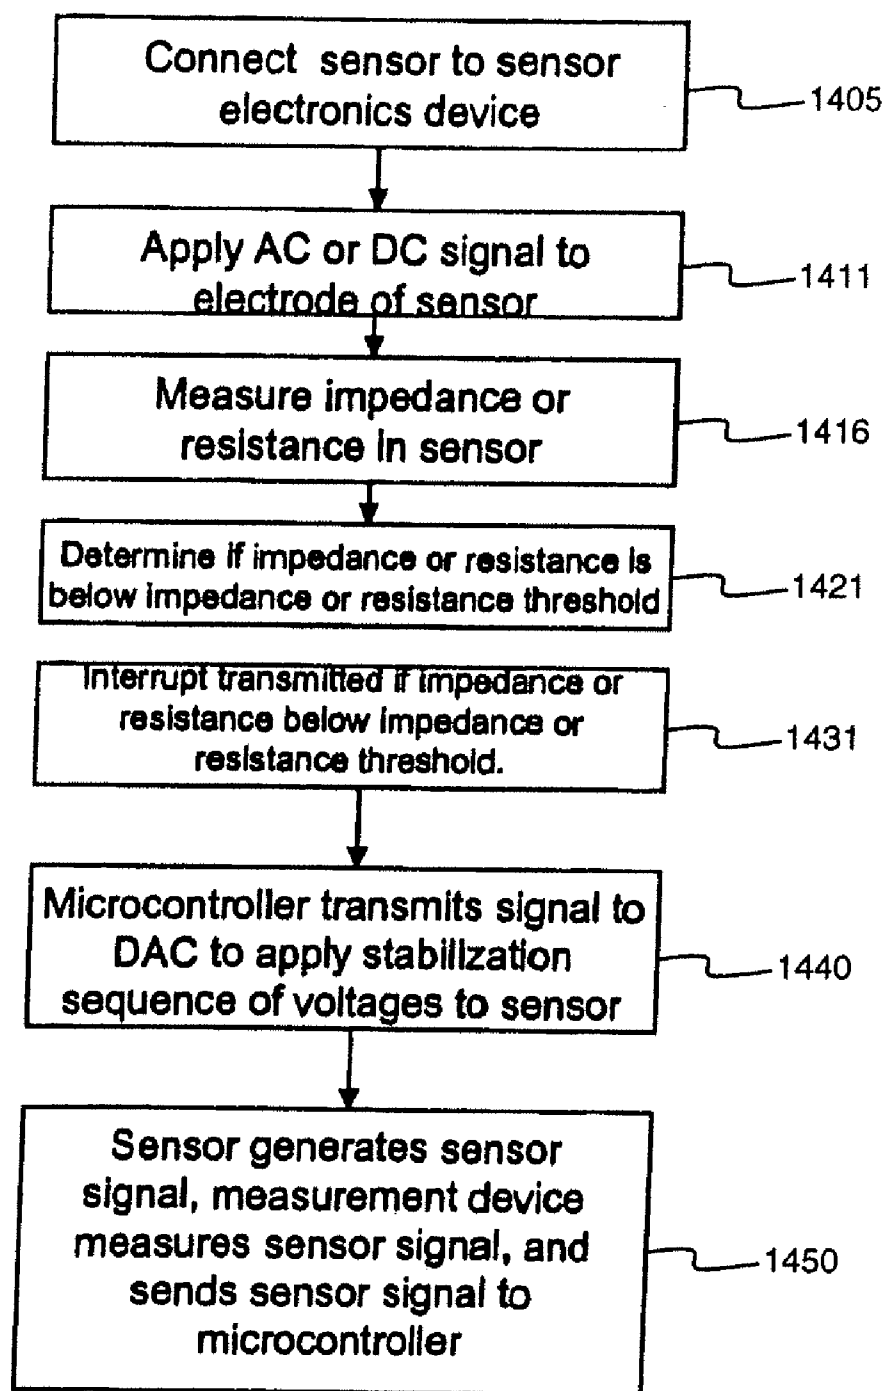 Connect sensor to sensor
electronics device
1405
Apply AC or DC signal to
electrode of sensor
1411
Measure impedance or
resistance in sensor
1416
Determine if impedance or resistance is
below impedance or resistance threshold
1421
Interrupt transmitted if impedance or
resistance below impedance or
resistance threshold.
1431
Microcontroller transmits signal to
DAC to apply stabilization
sequence of voltages to sensor
1440
Sensor generates sensor
signal, measurement device
measures sensor signal, and
sends sensor signal to
microcontroller
1450